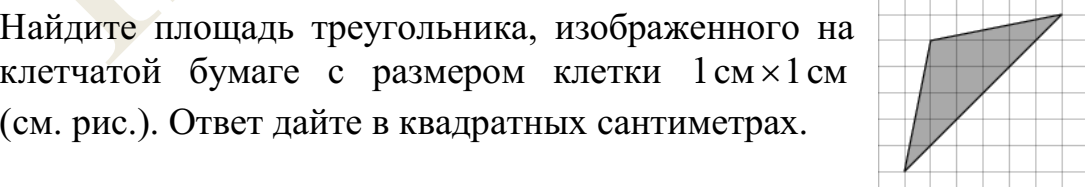 Найдите площадь треугольника, изображенного на
клетчатой бумаге с размером клетки 1 см × 1 см
(см. рис.). Ответ дайте в квадратных сантиметрах.